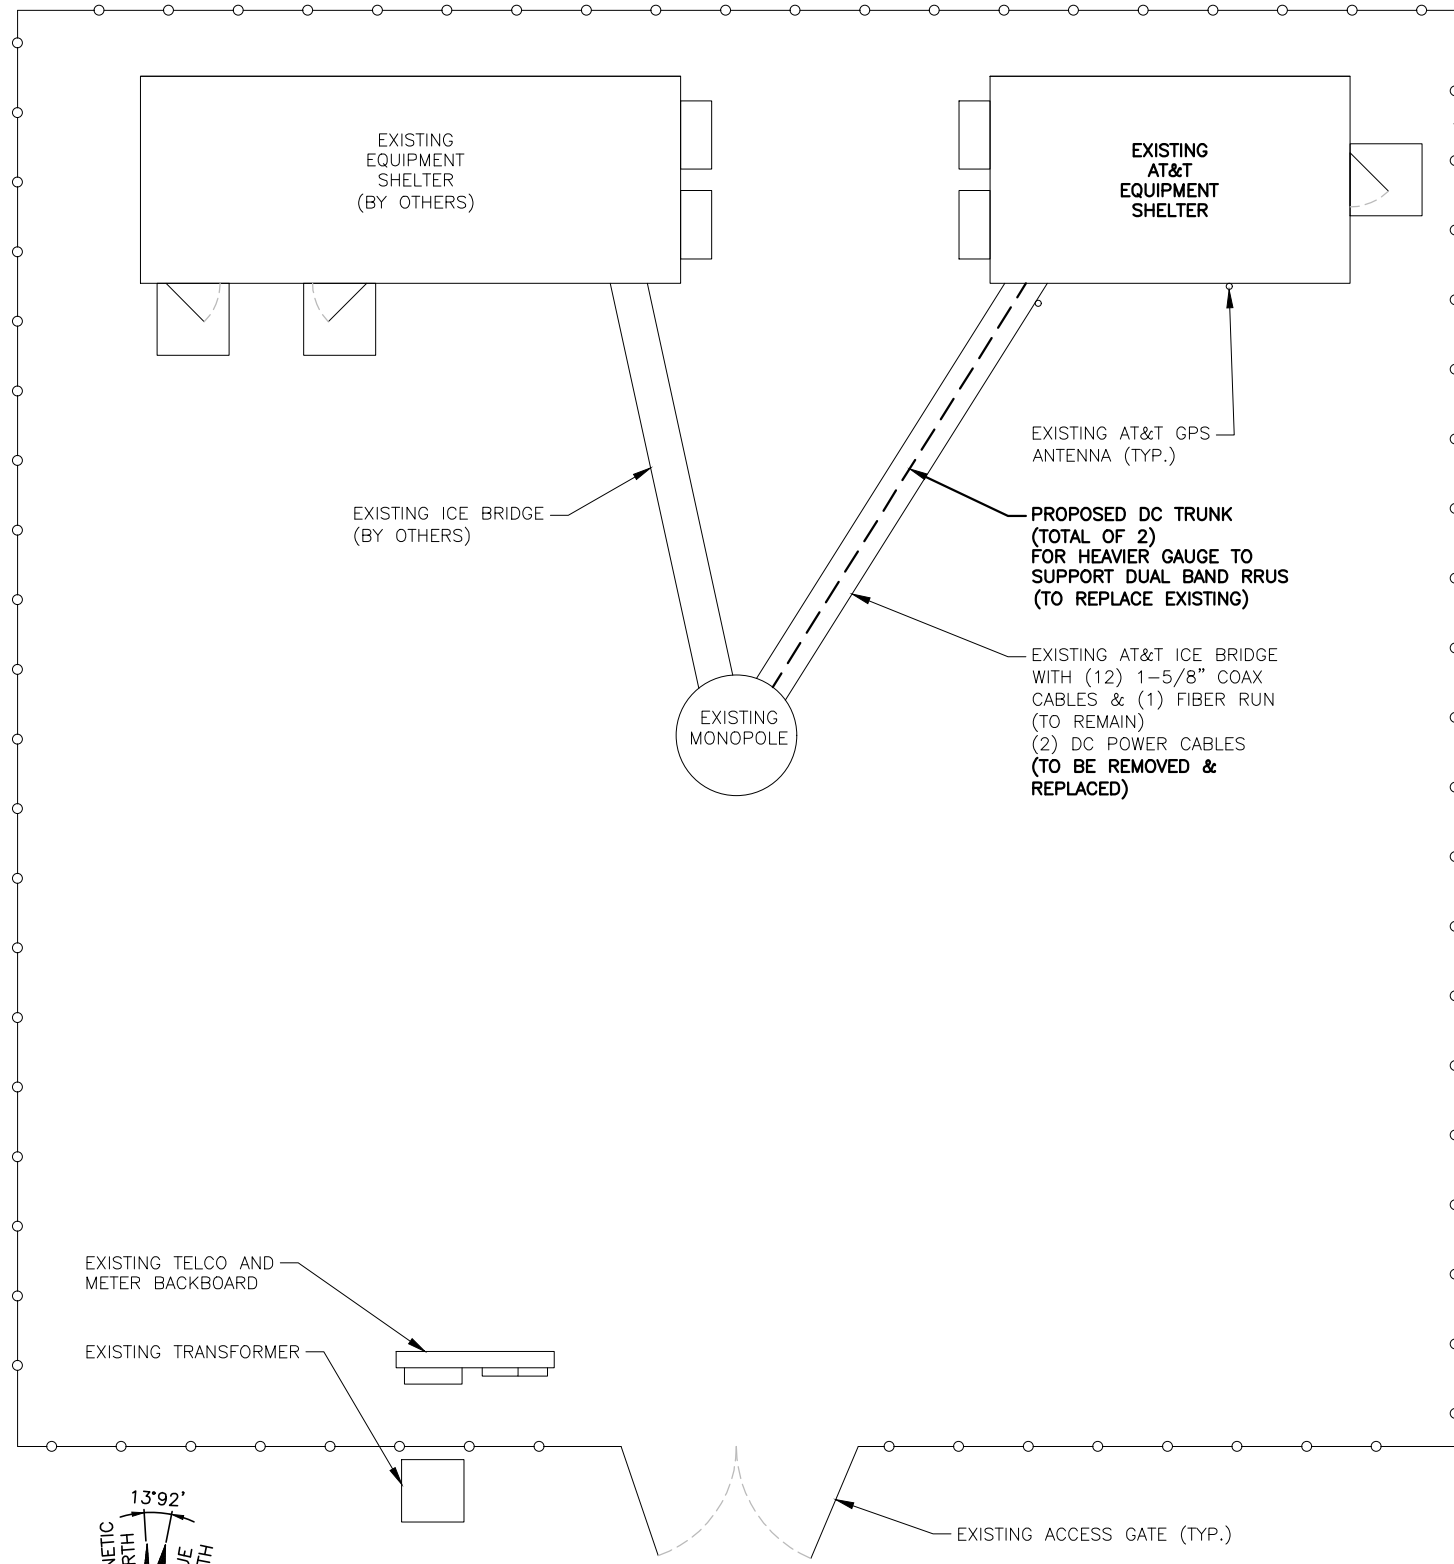 EXISTING
EQUIPMENT
SHELTER
(BY OTHERS)
EXISTING
AT&T
EQUIPMENT
SHELTER
EXISTING AT&T GPS
ANTENNA (TYP.)
EXISTING ICE BRIDGE
(BY OTHERS)
PROPOSED DC TRUNK
(TOTAL OF 2)
FOR HEAVIER GAUGE TO
SUPPORT DUAL BAND RRUS
(TO REPLACE EXISTING)
EXISTING AT&T ICE BRIDGE
WITH (12) 1-5/8" COAX
CABLES & (1) FIBER RUN
(TO REMAIN)
(2) DC POWER CABLES
(TO BE REMOVED &
REPLACED)
EXISTING
MONOPOLE
EXISTING TELCO AND
METER BACKBOARD
EXISTING TRANSFORMER
EXISTING ACCESS GATE (TYP.)
13°92'